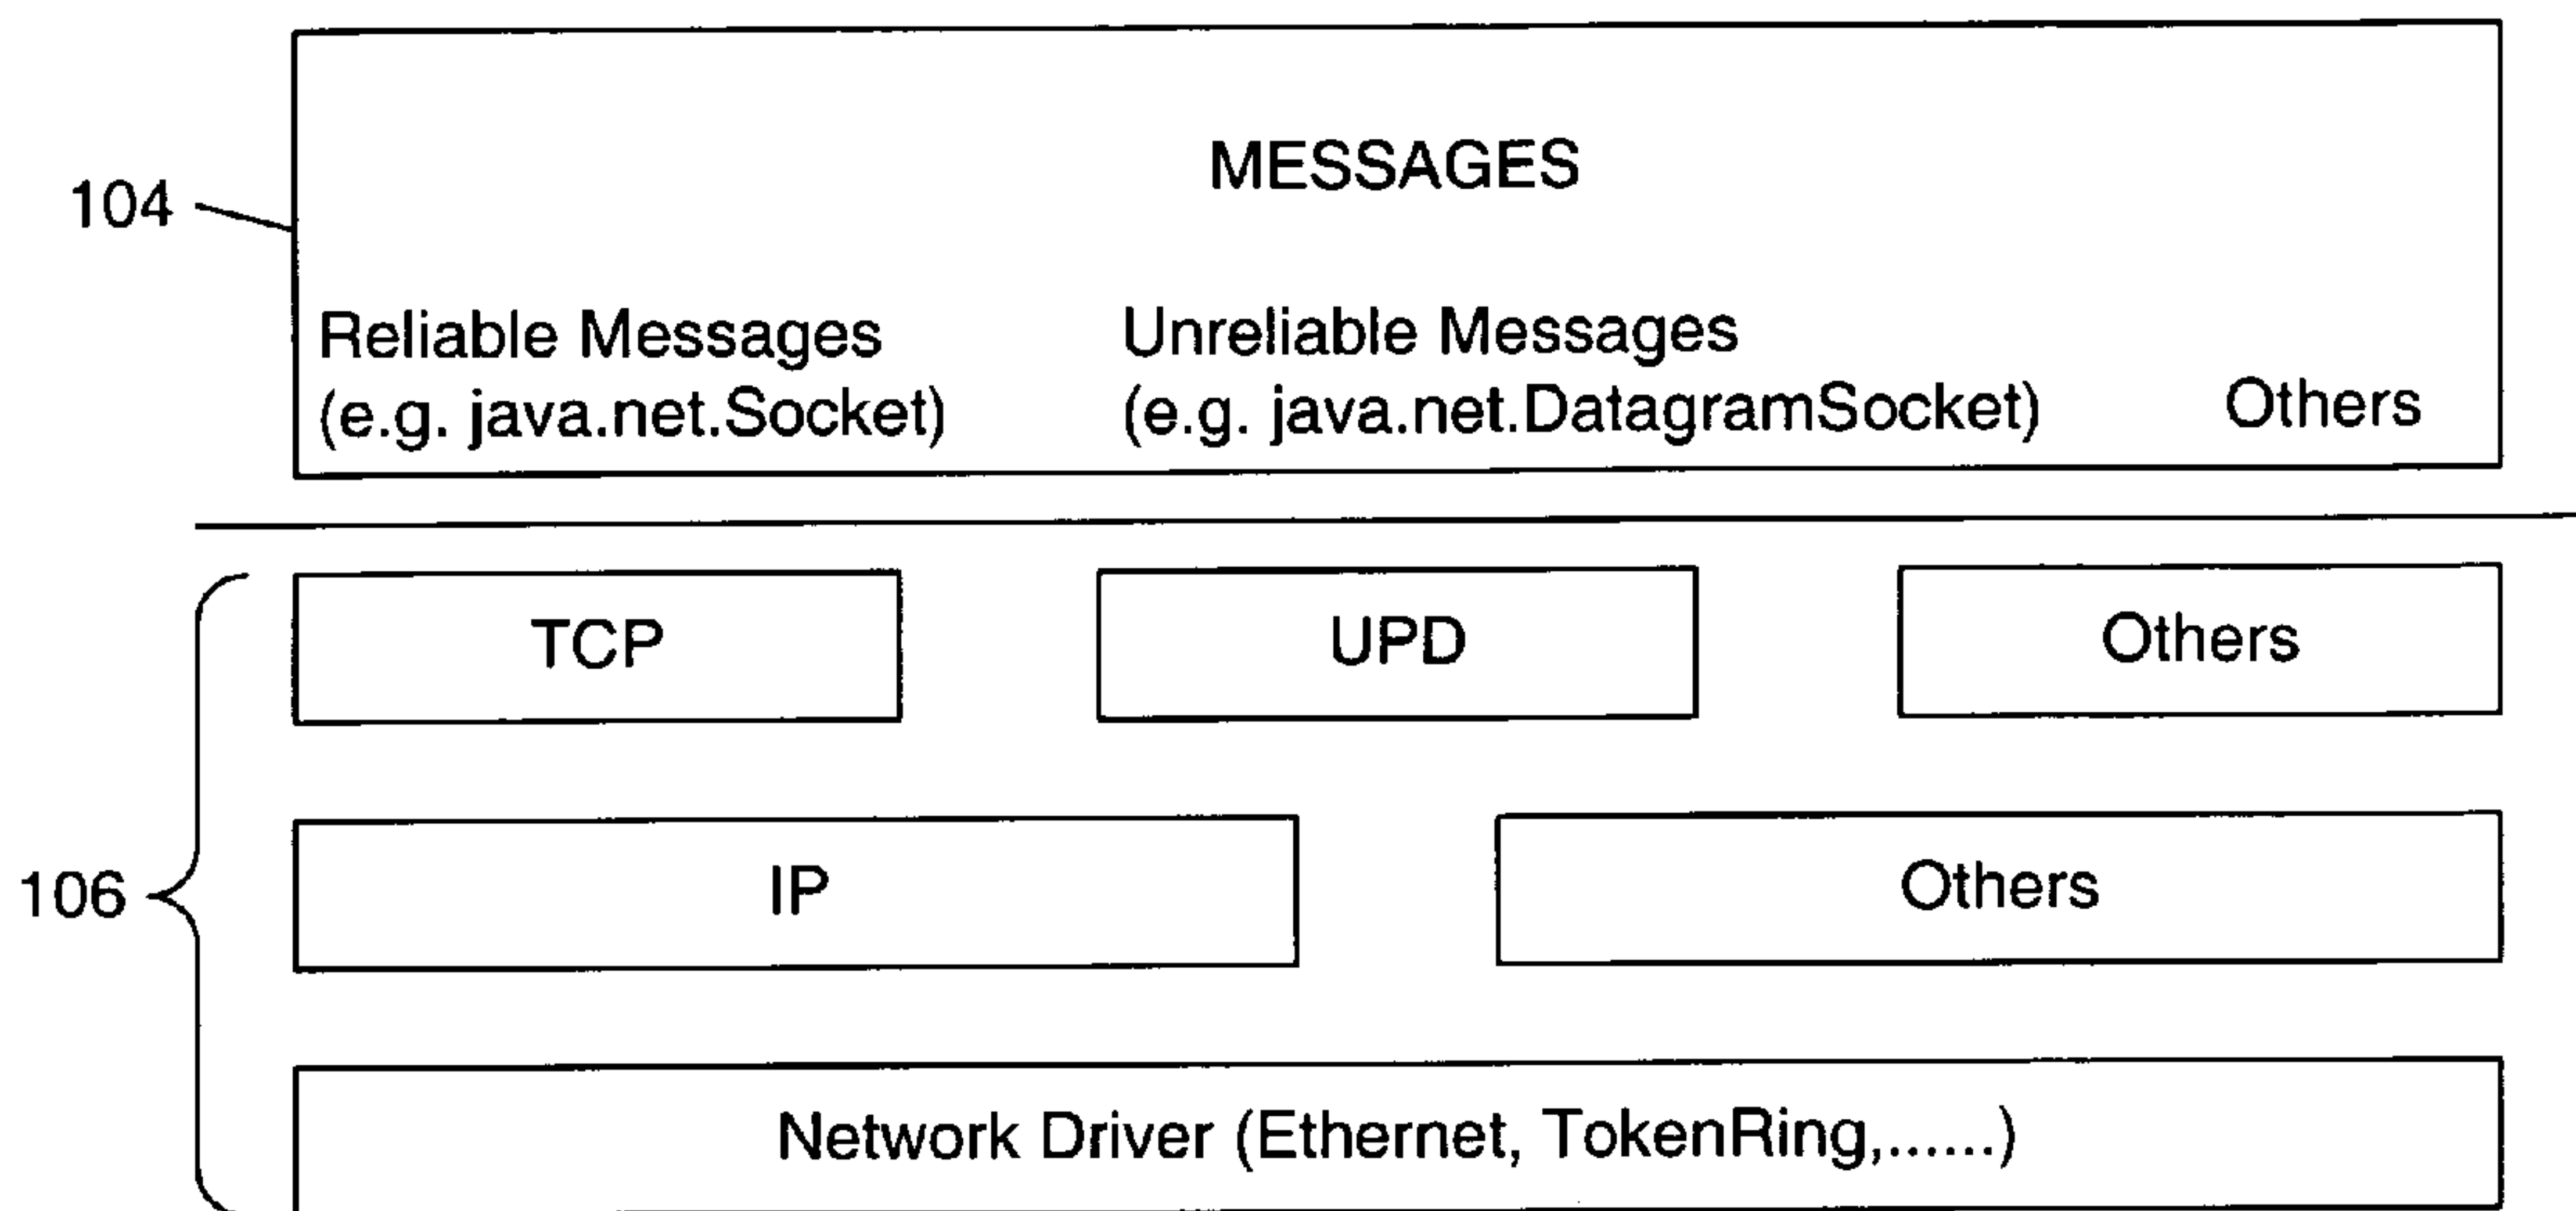 MESSAGES
104
Reliable Messages
(e.g. java.net.Socket)
Unreliable Messages
(e.g. java.net.DatagramSocket)
Others
TCP
UPD
Others
106
IP
Others
Network Driver (Ethernet, TokenRing,......)